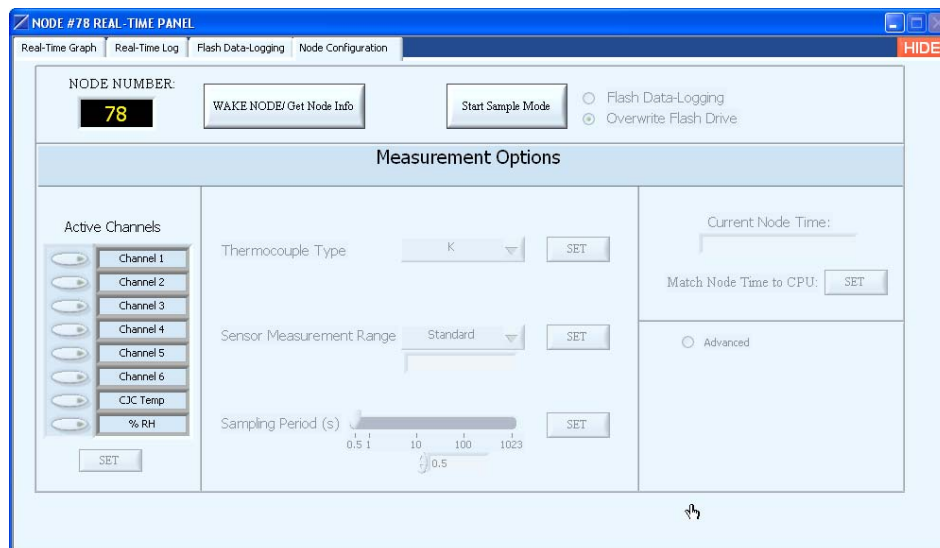 NODE #78 REAL-TIME PANEL
Real-Time Graph Real-Time Log Flash Data-Logging Node Configuration HIDE
NODE NUMBER:
78
WAKE NODE/ Get Node Info
Start Sample Mode
Flash Data-Logging
Overwrite Flash Drive
Measurement Options
Active Channels
Channel 1
Channel 2
Channel 3
Channel 4
Channel 5
Channel 6
CJC Temp
% RH
SET
Thermocouple Type K SET
Sensor Measurement Range Standard SET
Sampling Period (s) SET
0.5 1 10 100 1023
0.5
Current Node Time:
Match Node Time to CPU: SET
Advanced